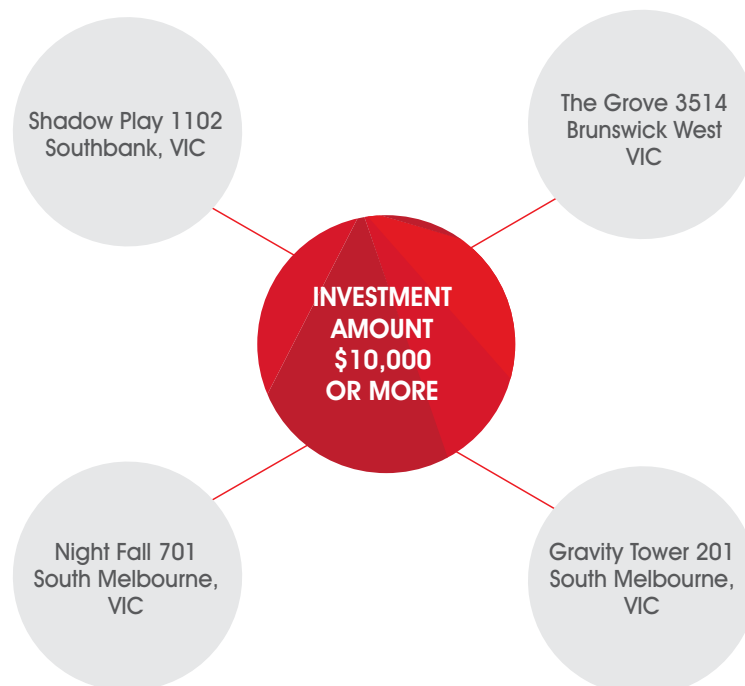 Shadow Play 1102
Southbank, VIC
The Grove 3514
Brunswick West
VIC
INVESTMENT
AMOUNT
$10,000
OR MORE
Night Fall 701
South Melbourne,
VIC
Gravity Tower 201
South Melbourne,
VIC